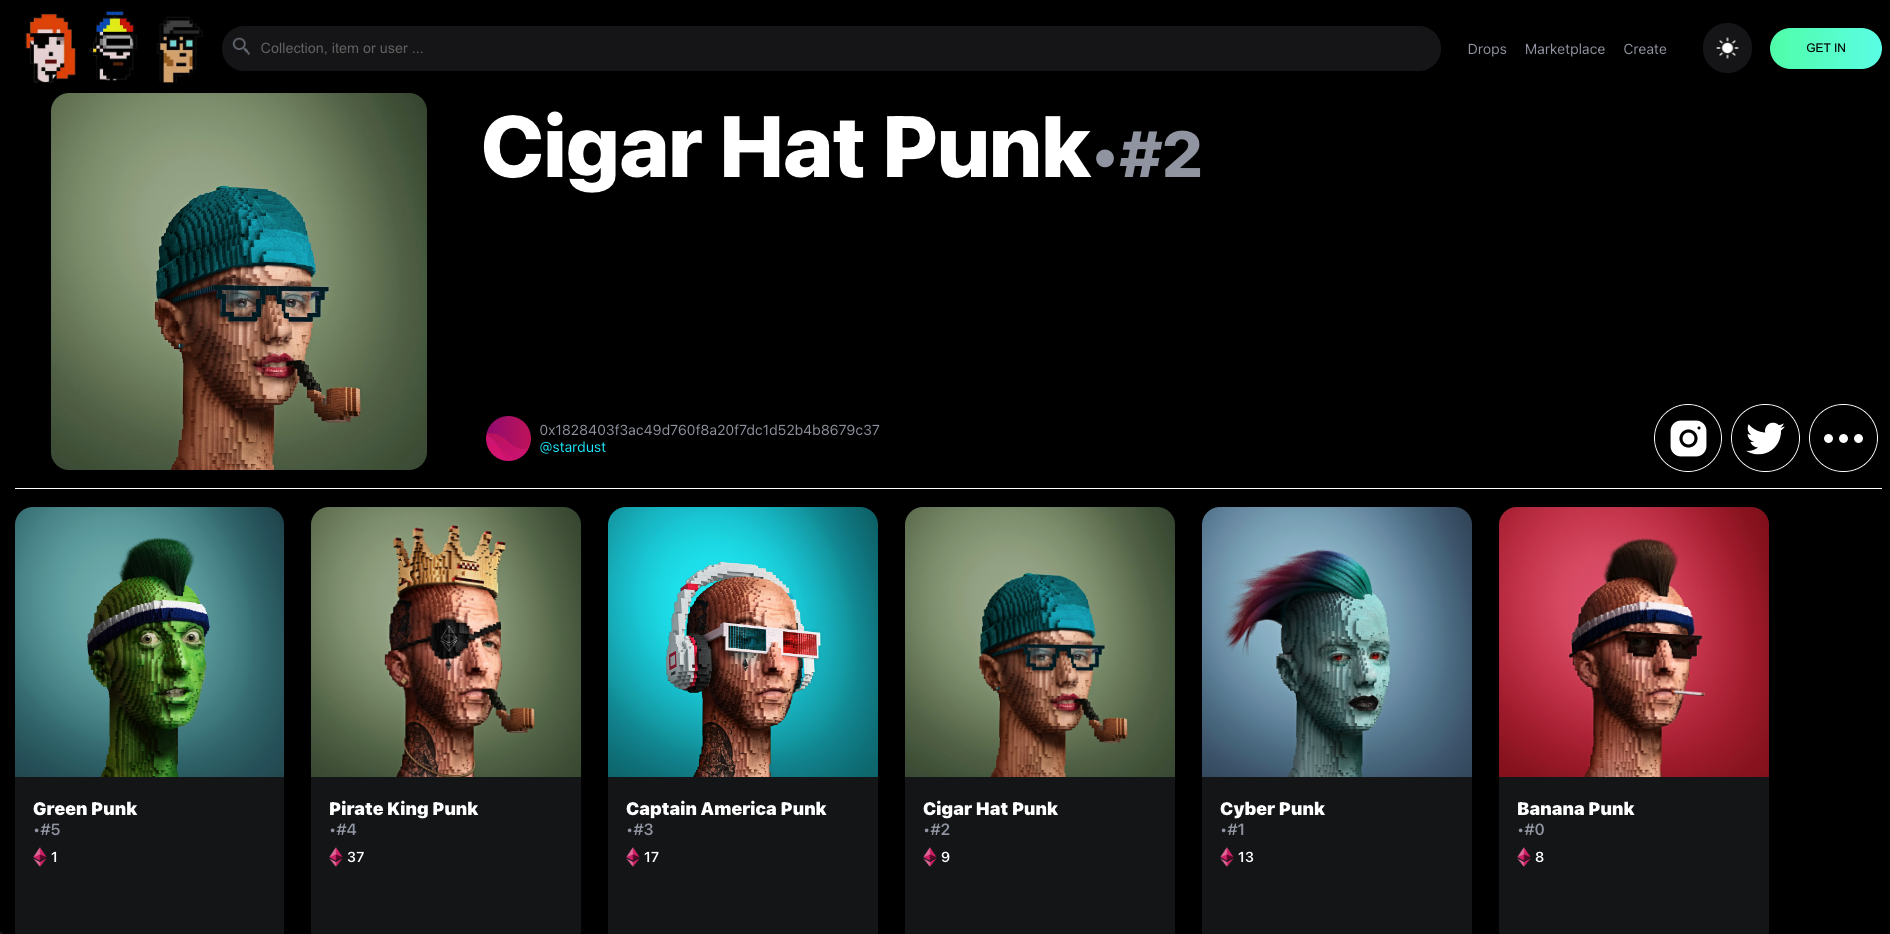 Collection, item or user ...
Drops Marketplace Create
GET IN
Cigar Hat Punk•#2
0x1828403f3ac49d760f8a20f7dc1d52b4b8679c37
@stardust
Green Punk
•#5
1
Pirate King Punk
•#4
37
Captain America Punk
•#3
17
Cigar Hat Punk
•#2
9
Cyber Punk
•#1
13
Banana Punk
•#0
8